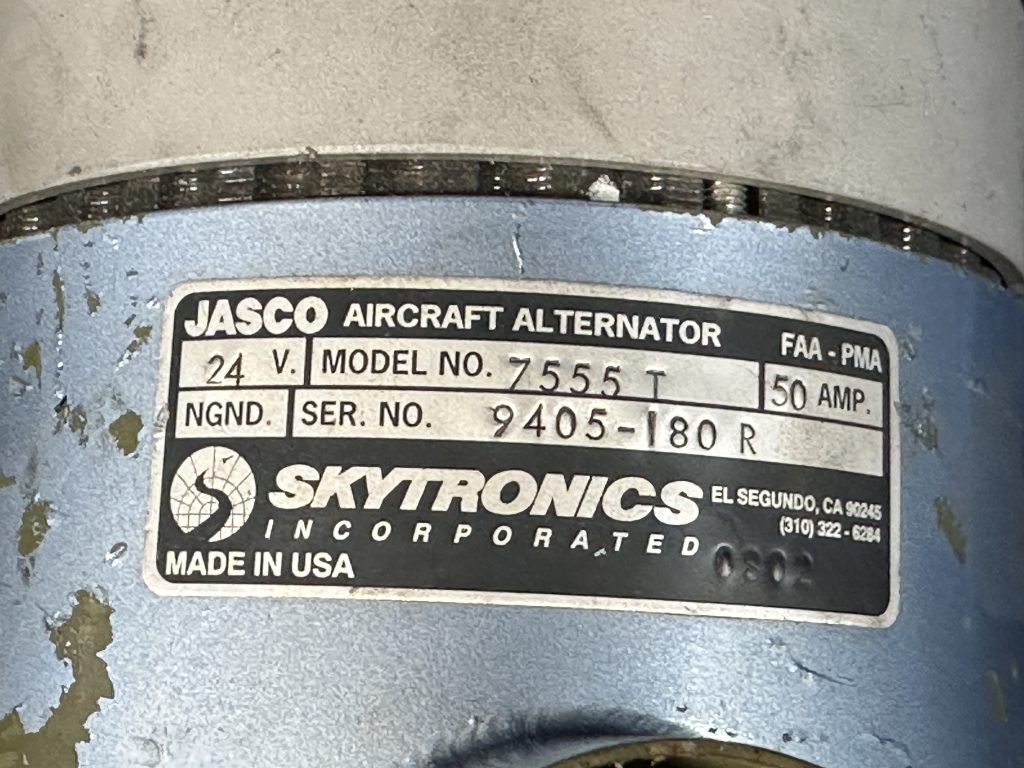 JASCO AIRCRAFT ALTERNATOR FAA - PMA
24 V. MODEL NO. 7555 T 50 AMP.
NGND. SER. NO. 9405-180 R
SKYTRONICS EL SEGUNDO, CA 90245
INCORPORATED (310) 322 - 6284
MADE IN USA